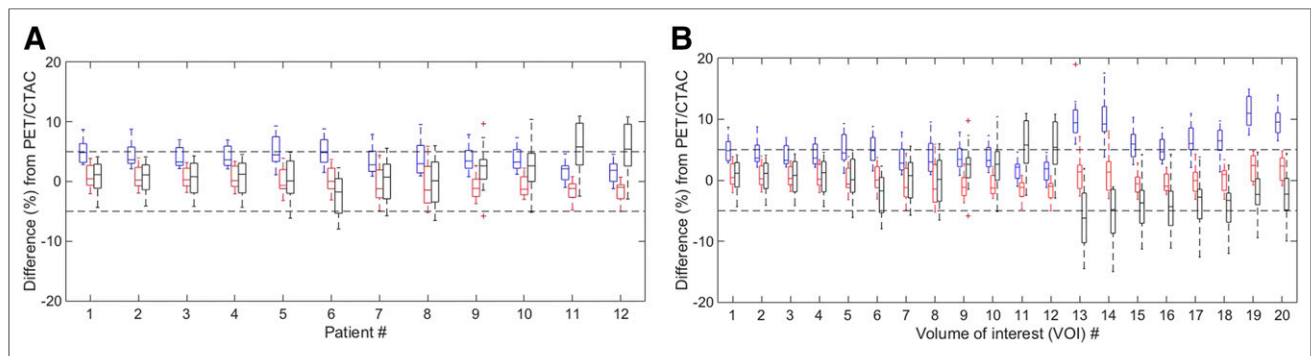 A
Difference (%) from PET/CTAC
20
10
0
-10
-20
1 2 3 4 5 6 7 8 9 10 11 12
Patient #
B
Difference (%) from PET/CTAC
20
10
0
-10
-20
1 2 3 4 5 6 7 8 9 10 11 12 13 14 15 16 17 18 19 20
Volume of interest (VOI) #